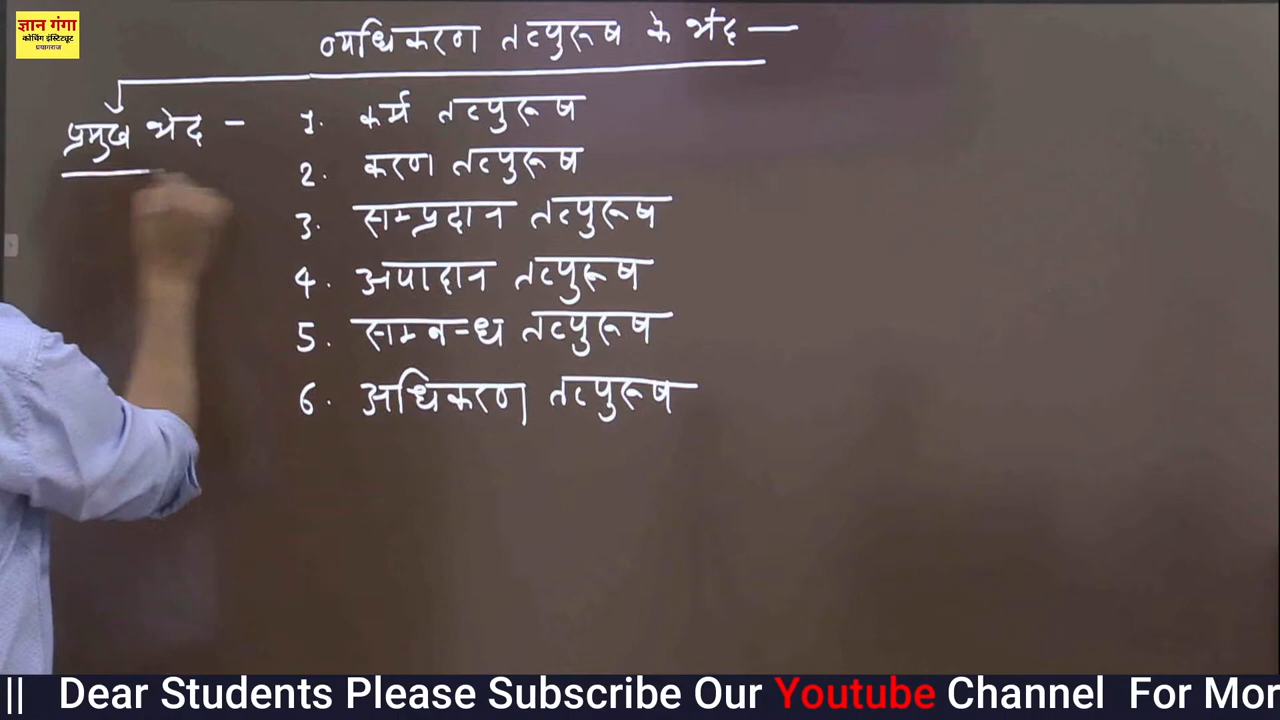 ज्ञान गंगा
कोचिंग इंस्टिट्यूट
प्रयागराज
व्यधिकरण तत्पुरूष के भेद —
प्रमुख भेद -
1. कर्म तत्पुरूष
2. करण तत्पुरूष
3. सम्प्रदान तत्पुरूष
4. अपादान तत्पुरूष
5. सम्बन्ध तत्पुरूष
6. अधिकरण तत्पुरूष
|| Dear Students Please Subscribe Our Youtube Channel For Mor